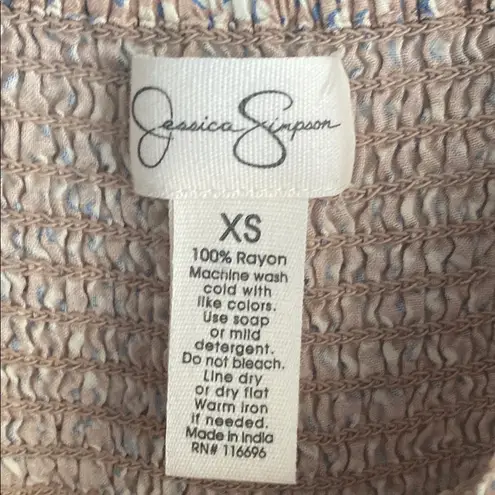 Jessica Simpson
XS
100% Rayon
Machine wash
cold with
like colors.
Use soap
or mild
detergent.
Do not bleach.
Line dry
or dry flat
Warm iron
if needed.
Made in India
RN# 116696